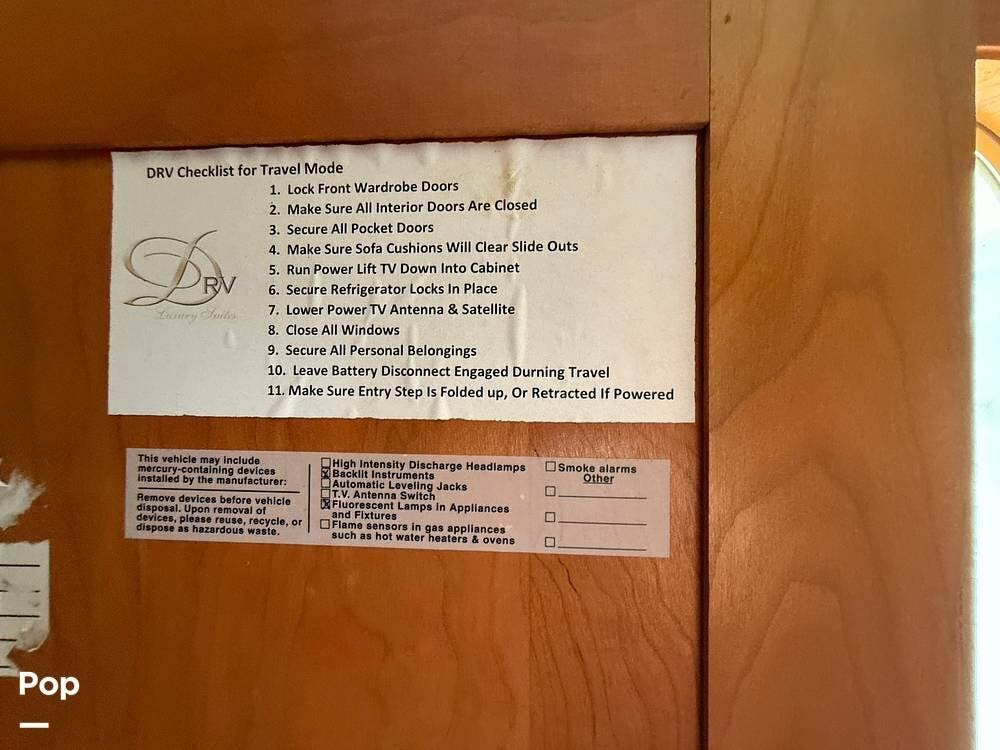 DRV Checklist for Travel Mode
1. Lock Front Wardrobe Doors
2. Make Sure All Interior Doors Are Closed
3. Secure All Pocket Doors
4. Make Sure Sofa Cushions Will Clear Slide Outs
5. Run Power Lift TV Down Into Cabinet
6. Secure Refrigerator Locks In Place
7. Lower Power TV Antenna & Satellite
8. Close All Windows
9. Secure All Personal Belongings
10. Leave Battery Disconnect Engaged Durning Travel
11. Make Sure Entry Step Is Folded up, Or Retracted If Powered
DRV
Luxury Suites
This vehicle may include
mercury-containing devices
installed by the manufacturer:
Remove devices before vehicle
disposal. Upon removal of
devices, please reuse, recycle, or
dispose as hazardous waste.
High Intensity Discharge Headlamps
Backlit Instruments
Automatic Leveling Jacks
T.V. Antenna Switch
Fluorescent Lamps in Appliances
and Fixtures
Flame sensors in gas appliances
such as hot water heaters & ovens
Smoke alarms
Other
Pop